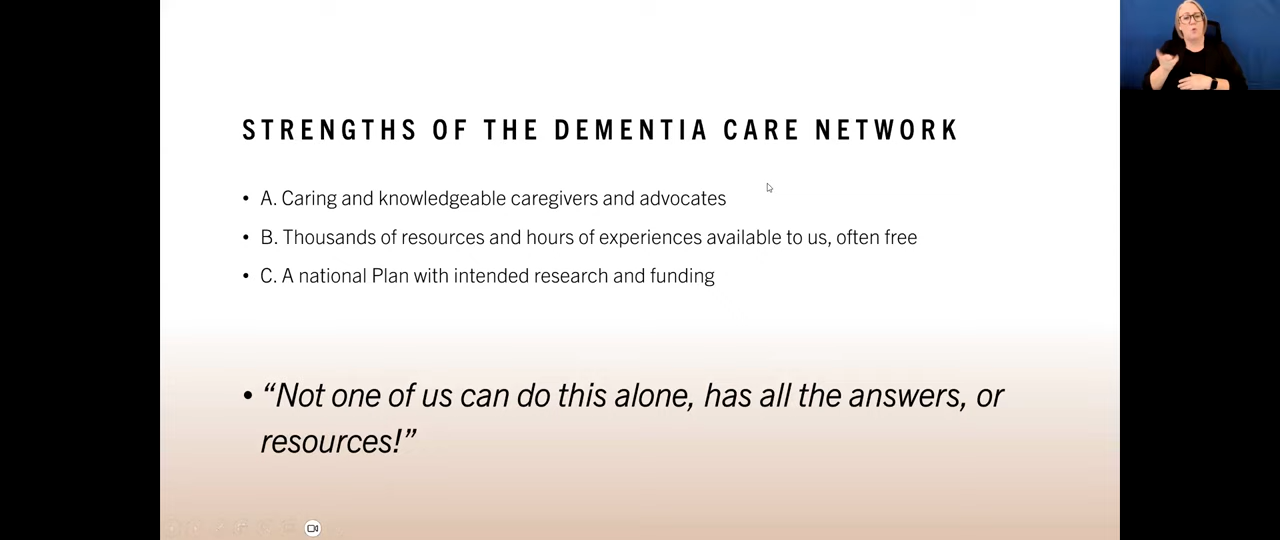 STRENGTHS OF THE DEMENTIA CARE NETWORK
• A. Caring and knowledgeable caregivers and advocates
• B. Thousands of resources and hours of experiences available to us, often free
• C. A national Plan with intended research and funding
• “Not one of us can do this alone, has all the answers, or
resources!”